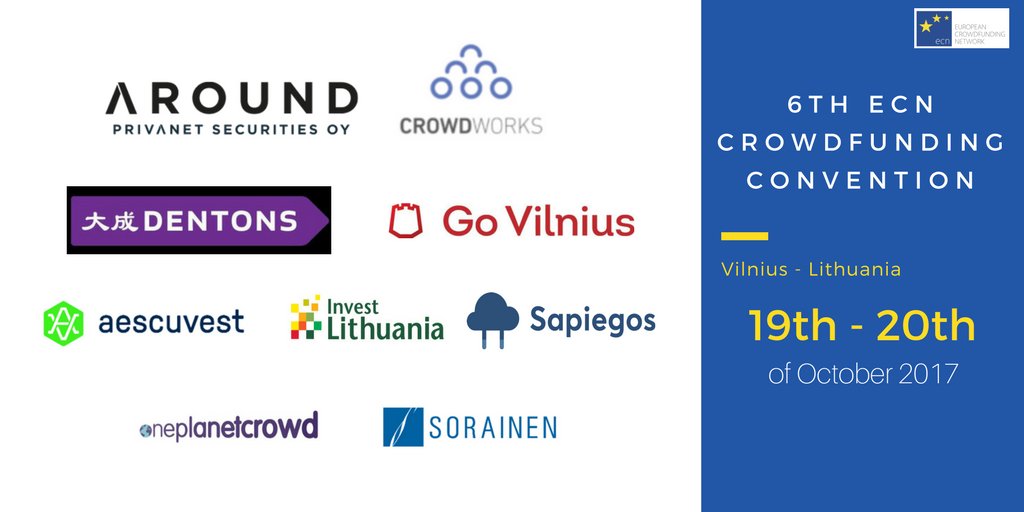 AROUND
PRIVANET SECURITIES OY
CROWDWORKS
大成DENTONS
Go Vilnius
aescuvest
Invest
Lithuania
Sapiegos
oneplanetcrowd
SORAINEN
ecn
EUROPEAN
CROWDFUNDING
NETWORK
6TH ECN
CROWDFUNDING
CONVENTION
Vilnius - Lithuania
19th - 20th
of October 2017